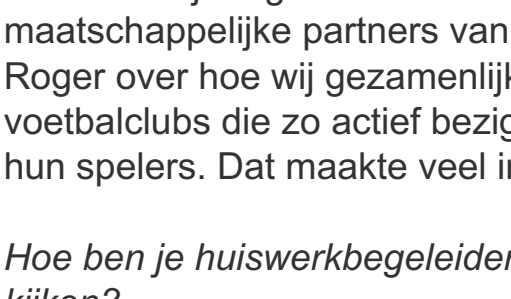 maatschappelijke partners van
Roger over hoe wij gezamenlijk
voetbalclubs die zo actief bezig
hun spelers. Dat maakte veel
Hoe ben je huiswerkbegeleider